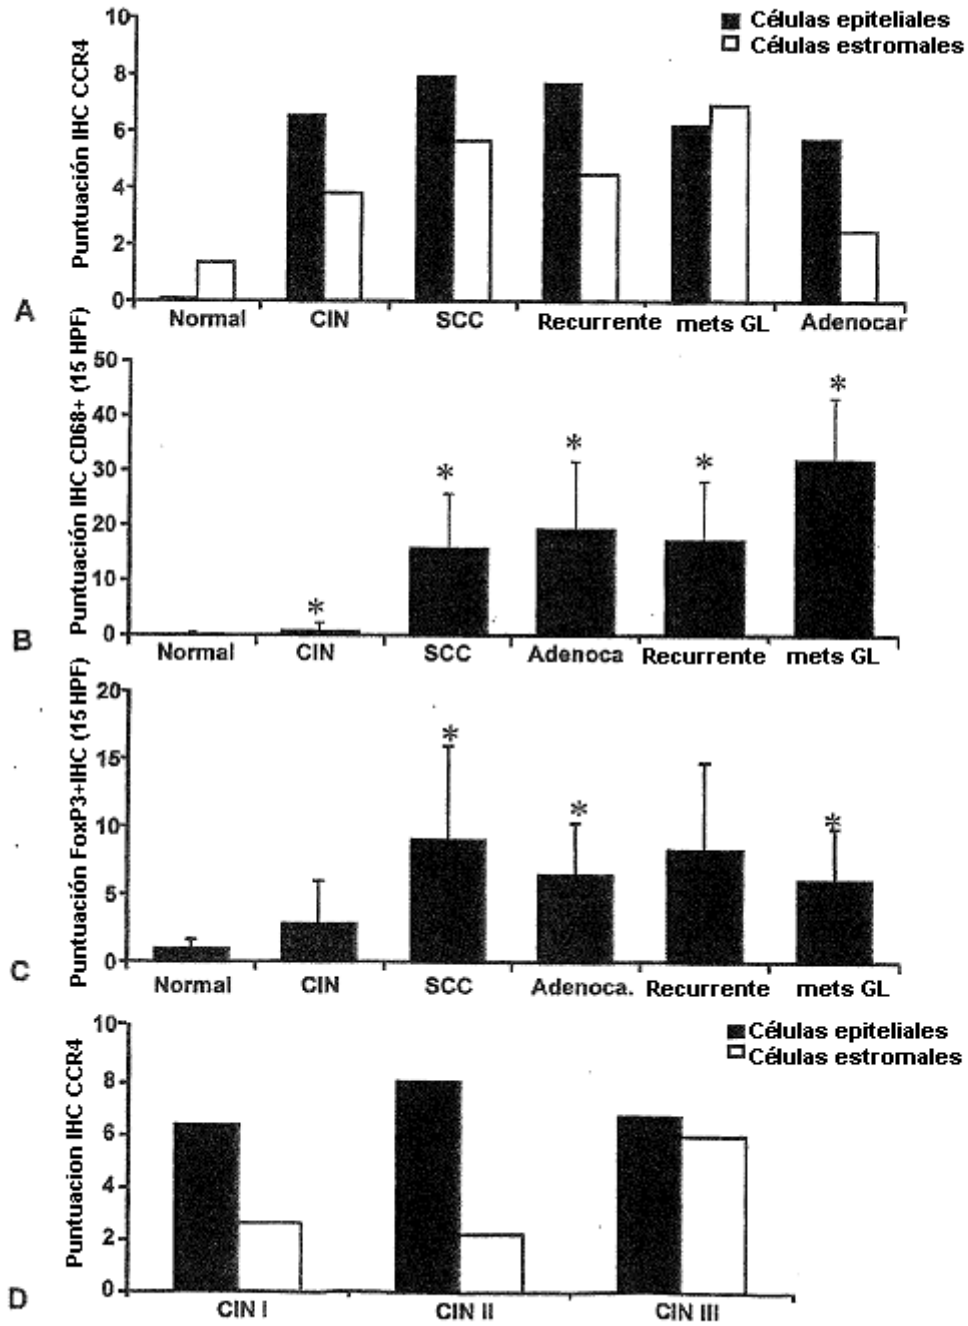 A
Puntuación IHC CCR4
10
8
6
4
2
0
Células epiteliales
Células estromales
Normal CIN SCC Recurrente mets GL Adenocar
B
Puntuación IHC CD68+ (15 HPF)
50
40
30
20
10
0
* * * * *
Normal CIN SCC Adenoca Recurrente mets GL
C
Puntuación FoxP3+IHC (15 HPF)
20
15
10
5
0
* * *
Normal CIN SCC Adenoca. Recurrente mets GL
D
Puntuacion IHC CCR4
10
8
6
4
2
0
Células epiteliales
Células estromales
CIN I CIN II CIN III